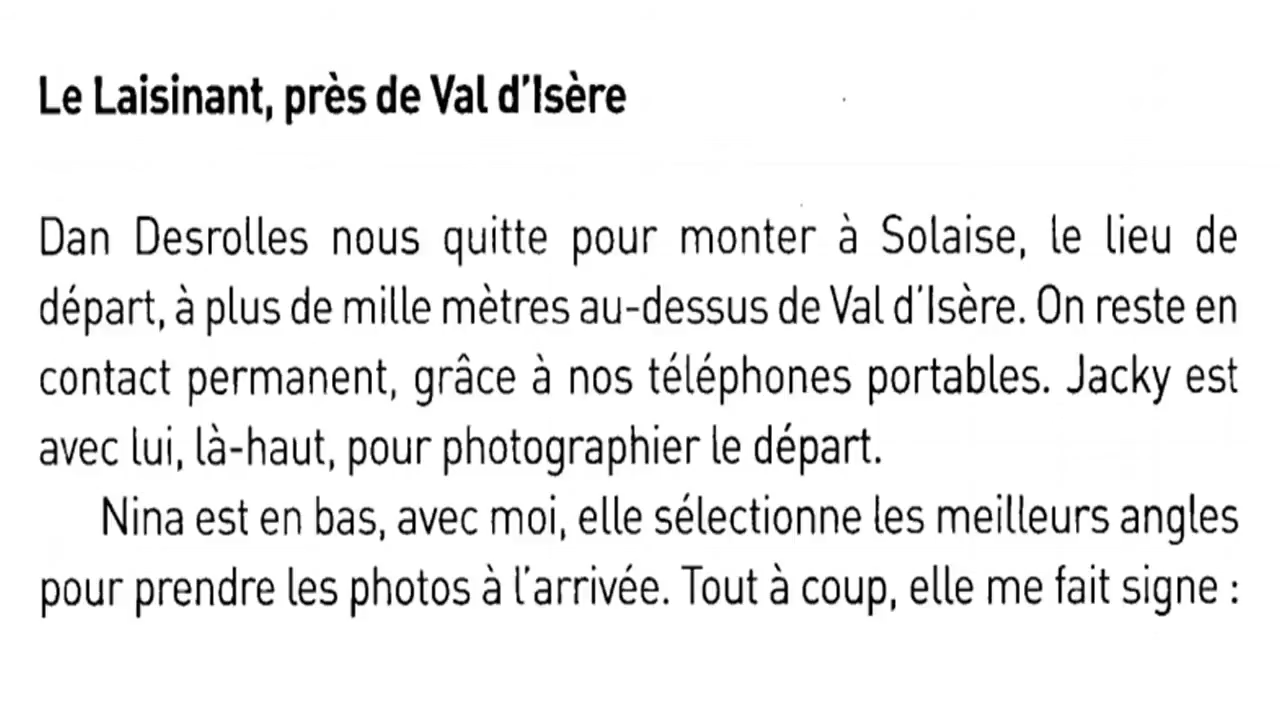 Le Laisinant, près de Val d'Isère
Dan Desrolles nous quitte pour monter à Solaise, le lieu de
départ, à plus de mille mètres au-dessus de Val d'Isère. On reste en
contact permanent, grâce à nos téléphones portables. Jacky est
avec lui, là-haut, pour photographier le départ.
Nina est en bas, avec moi, elle sélectionne les meilleurs angles
pour prendre les photos à l'arrivée. Tout à coup, elle me fait signe :